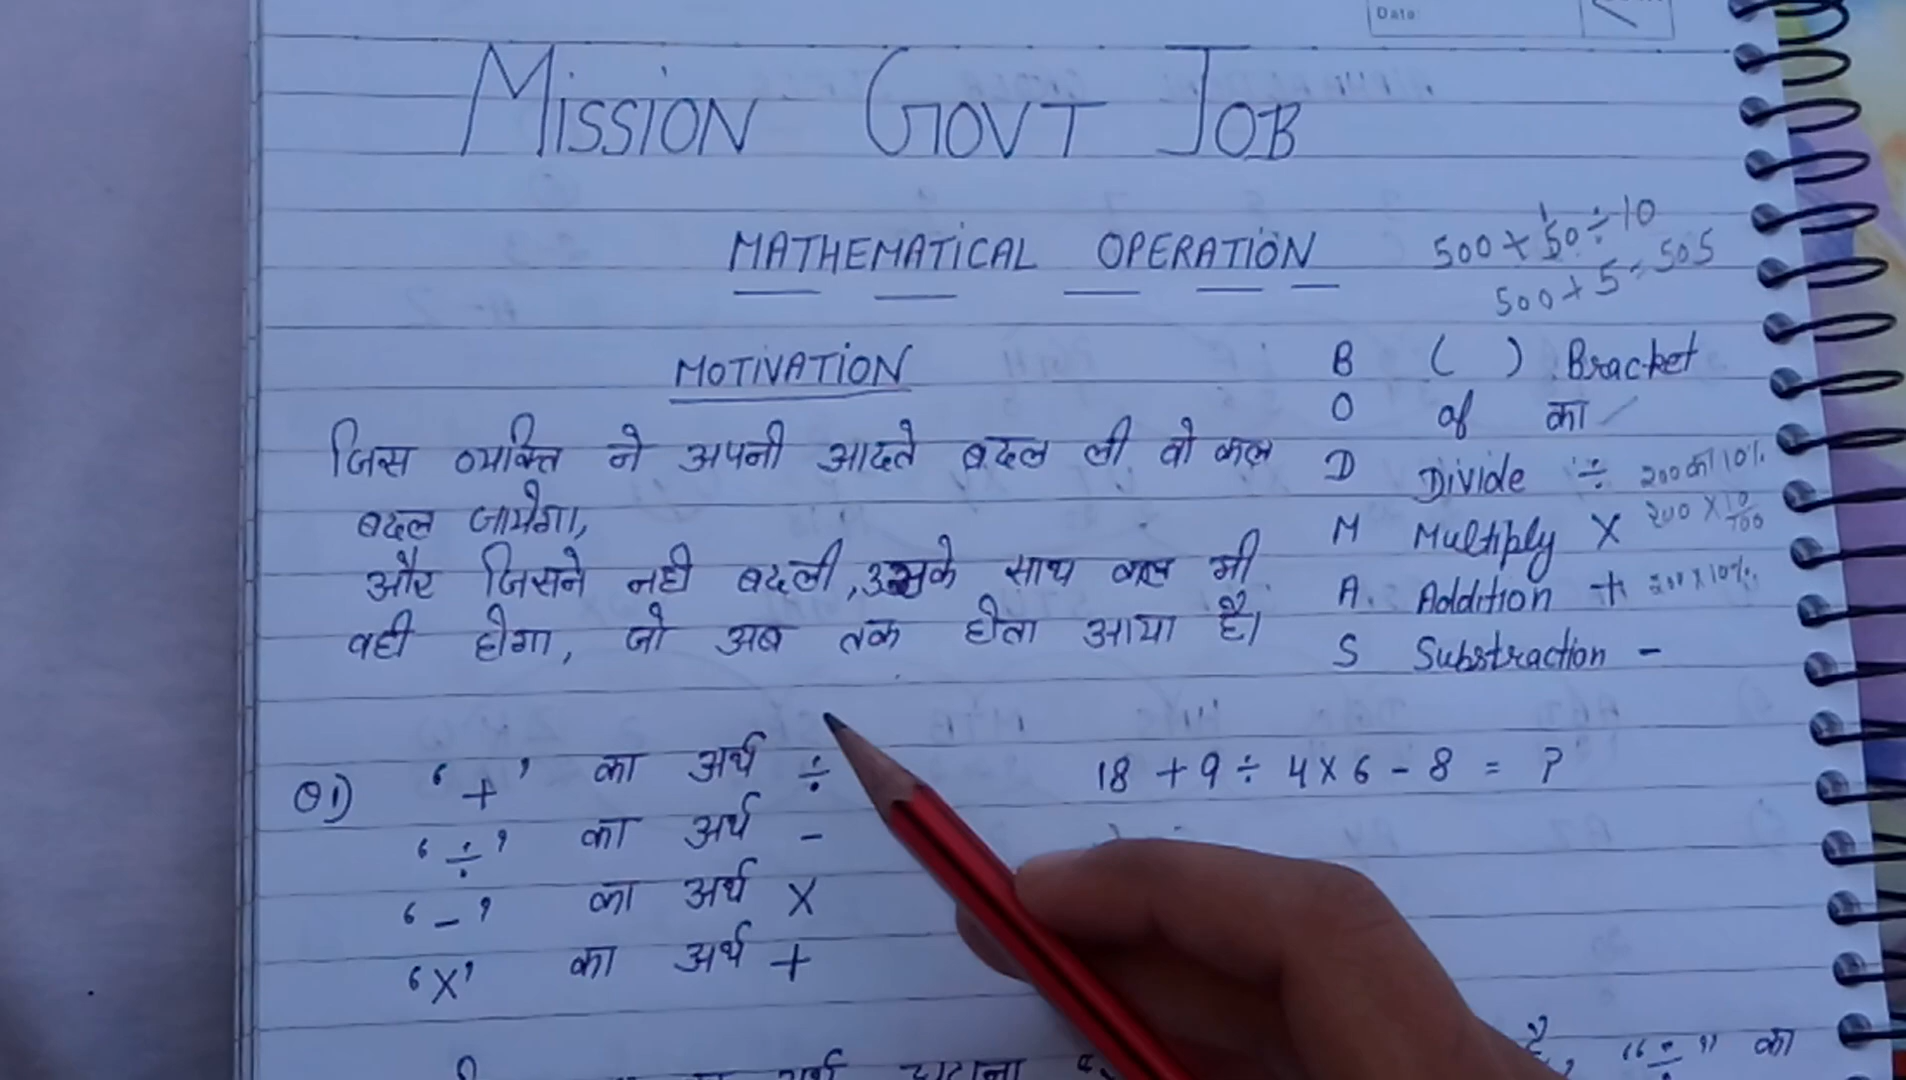 Date
MISSION GOVT JOB
MATHEMATICAL OPERATION
500 + 50 ÷ 10
500 + 5 = 505
MOTIVATION
जिस व्यक्ति ने अपनी आदते बदल ली वो कल
बदल जायेगा,
और जिसने नही बदली, उसके साथ कल भी
वही होगा, जो अब तक होता आया है।
B ( ) Bracket
O of का
D Divide ÷ 200 का 10%
M Multiply × 200 × 10/100
A. Addition + 200 × 10%
S Substraction -
Q1) ‘+’ का अर्थ ÷ 18 + 9 ÷ 4 × 6 - 8 = ?
‘÷’ का अर्थ -
‘-’ का अर्थ ×
‘×’ का अर्थ +
“÷” का